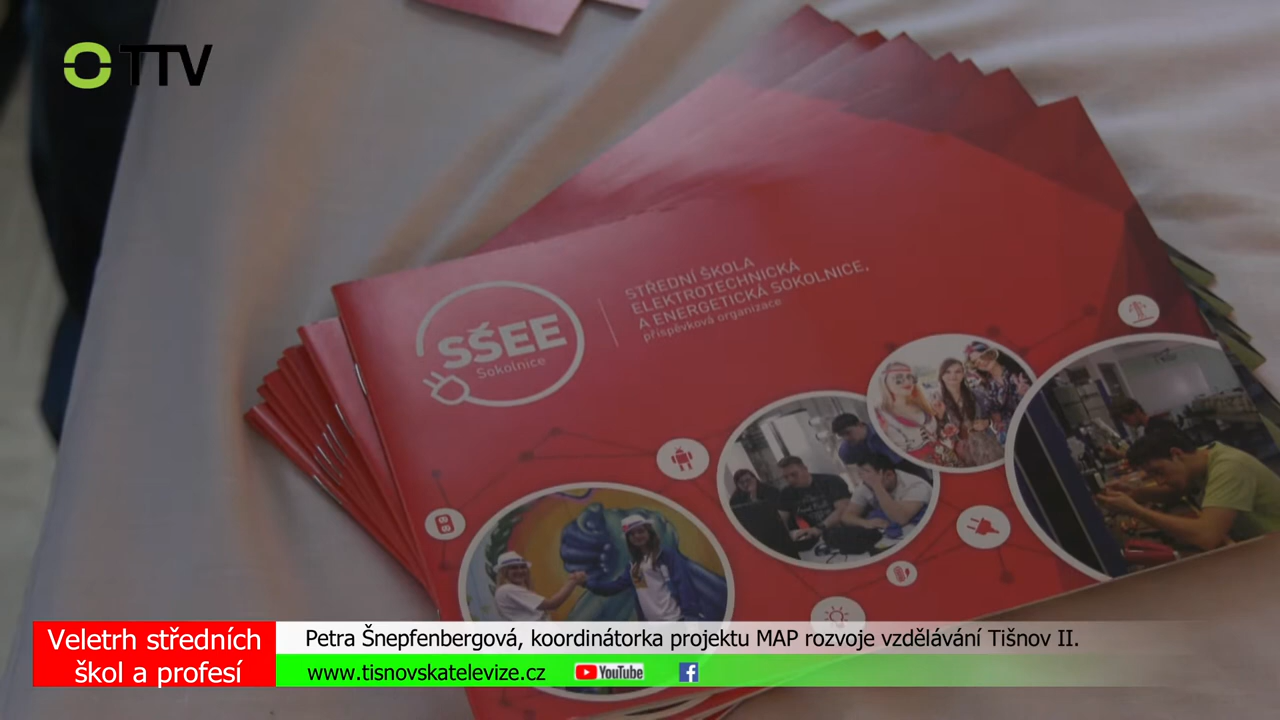 TTV
SŠEE
Sokolnice
STŘEDNÍ ŠKOLA
ELEKTROTECHNICKÁ
A ENERGETICKÁ SOKOLNICE,
příspěvková organizace
Veletrh středních
škol a profesí
Petra Šnepfenbergová, koordinátorka projektu MAP rozvoje vzdělávání Tišnov II.
www.tisnovskatelevize.cz YouTube